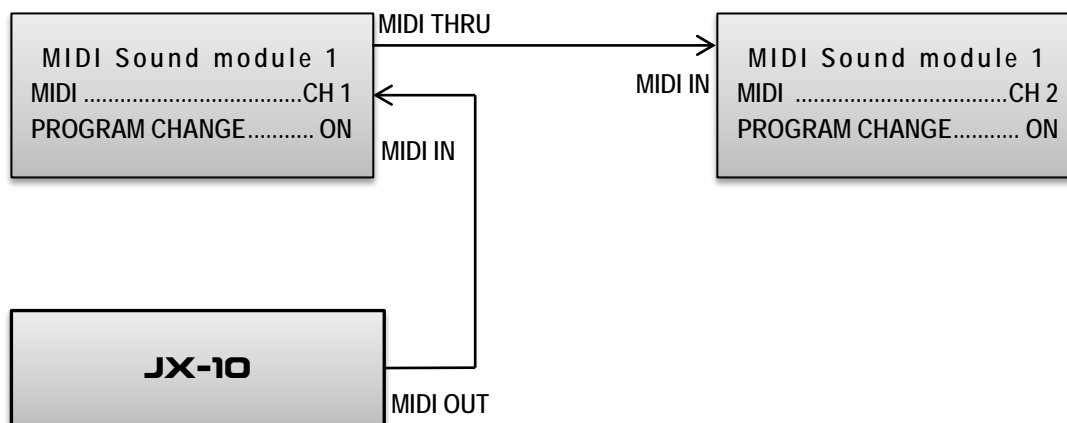 MIDI THRU
MIDI Sound module 1
MIDI ..................................CH 1
PROGRAM CHANGE........... ON
MIDI IN
MIDI Sound module 1
MIDI ....................................CH 2
PROGRAM CHANGE........... ON
MIDI IN
JX-10
MIDI OUT